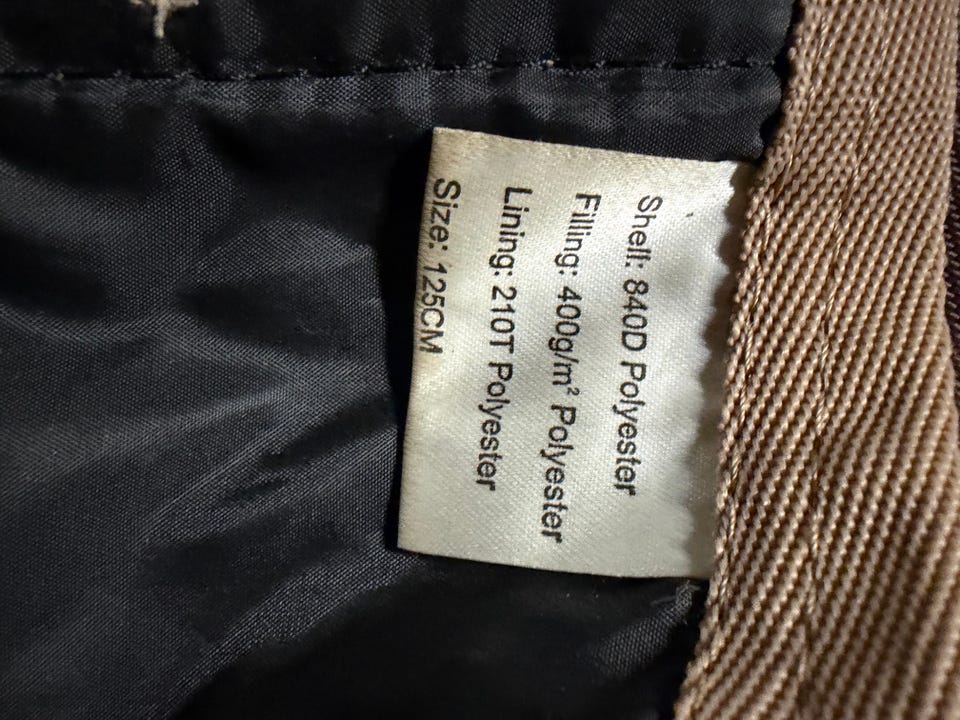 Shell: 840D Polyester
Filling: 400g/m² Polyester
Lining: 210T Polyester
Size: 125CM